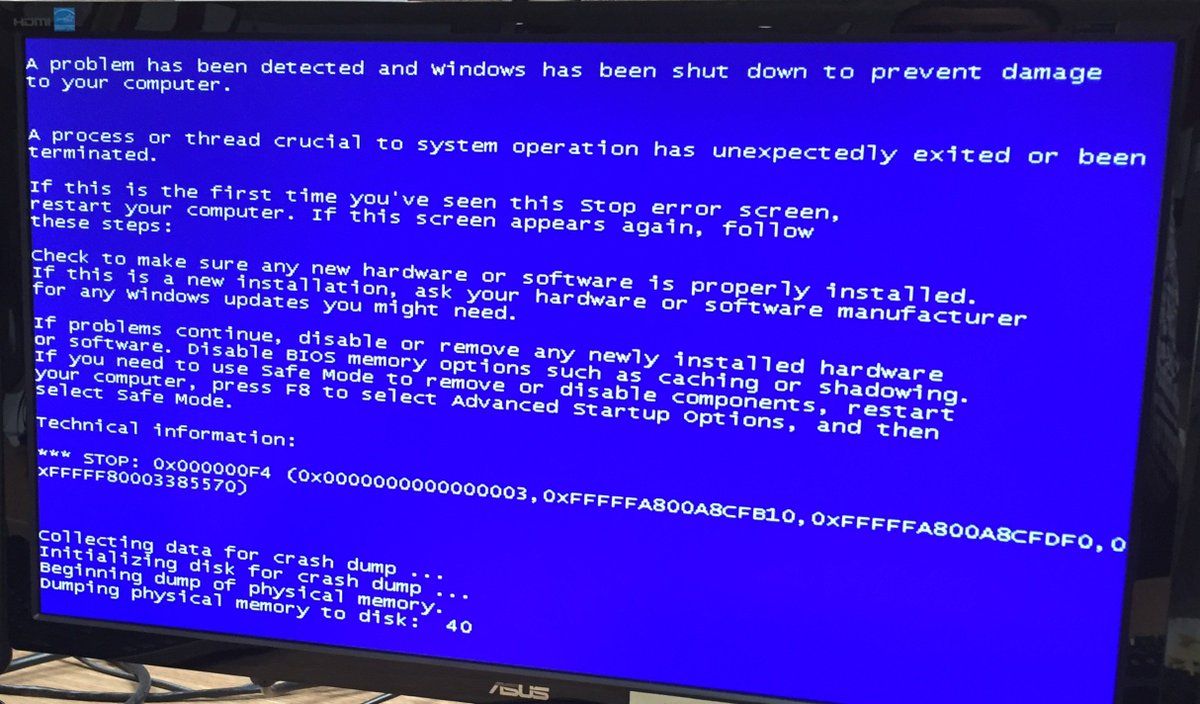 HDMI
A problem has been detected and windows has been shut down to prevent damage
to your computer.
A process or thread crucial to system operation has unexpectedly exited or been
terminated.
If this is the first time you've seen this Stop error screen,
restart your computer. If this screen appears again, follow
these steps:
Check to make sure any new hardware or software is properly installed.
If this is a new installation, ask your hardware or software manufacturer
for any windows updates you might need.
If problems continue, disable or remove any newly installed hardware
or software. Disable BIOS memory options such as caching or shadowing.
If you need to use Safe Mode to remove or disable components, restart
your computer, press F8 to select Advanced Startup Options, and then
select Safe Mode.
Technical information:
*** STOP: 0x000000F4 (0x0000000000000003,0xFFFFFA800A8CFB10,0xFFFFFA800A8CFDF0,0
xFFFFF80003385570)
Collecting data for crash dump ...
Initializing disk for crash dump ...
Beginning dump of physical memory.
Dumping physical memory to disk: 40
ASUS